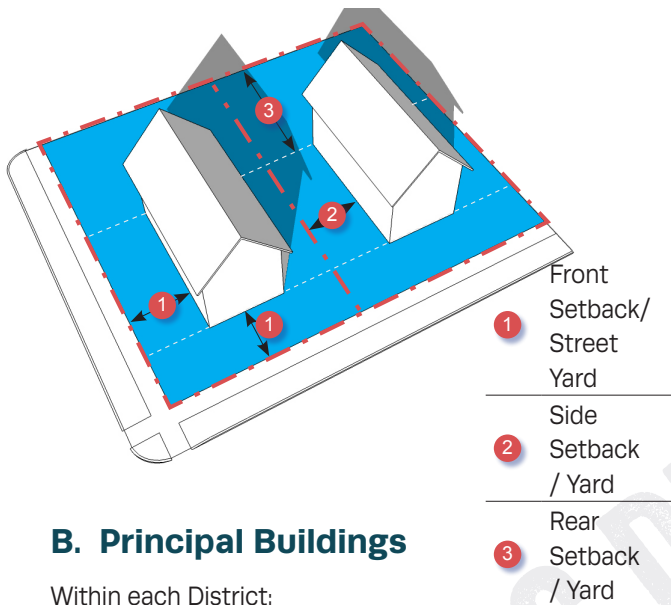 3
2
1
1
1
Front
Setback/
Street
Yard
2
Side
Setback
/ Yard
3
Rear
Setback
/ Yard
B. Principal Buildings
Within each District: